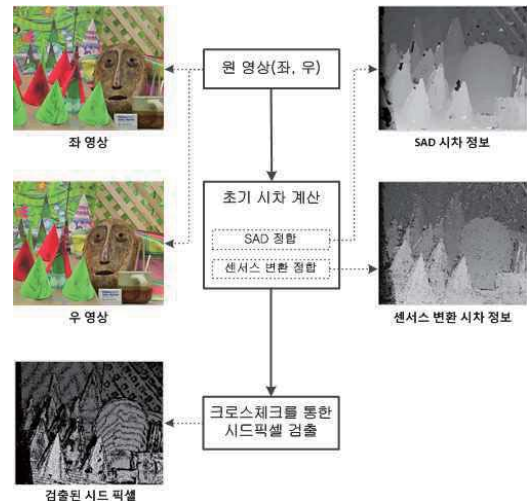 원 영상(좌, 우)
좌 영상
SAD 시차 정보
초기 시차 계산
SAD 정합
센서스 변환 정합
우 영상
센서스 변환 시차 정보
크로스체크를 통한
시드픽셀 검출
검출된 시드 픽셀